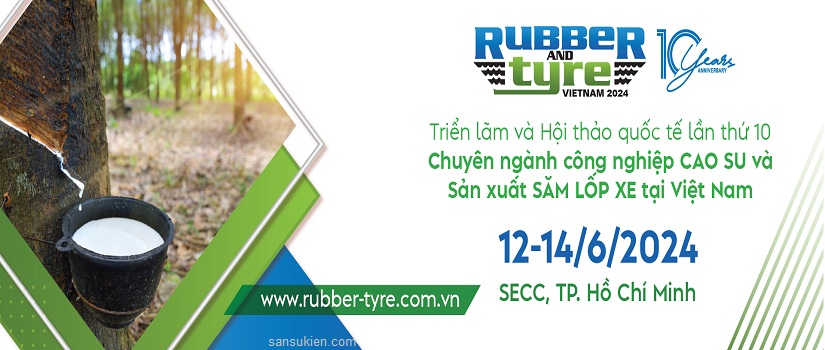 RUBBER
AND
tyre
VIETNAM 2024
10 Years
ANNIVERSARY
Triển lãm và Hội thảo quốc tế lần thứ 10
Chuyên ngành công nghiệp CAO SU và
Sản xuất SĂM LỐP XE tại Việt Nam
12-14/6/2024
SECC, TP. Hồ Chí Minh
www.rubber-tyre.com.vn
sansukien.com